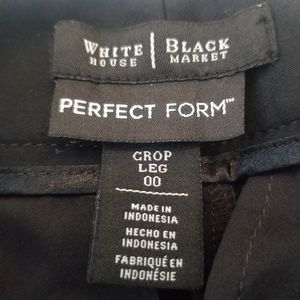 WHITE | BLACK
HOUSE | MARKET
PERFECT FORM™
CROP
LEG
00
MADE IN
INDONESIA
HECHO EN
INDONESIA
FABRIQUÉ EN
INDONÉSIE